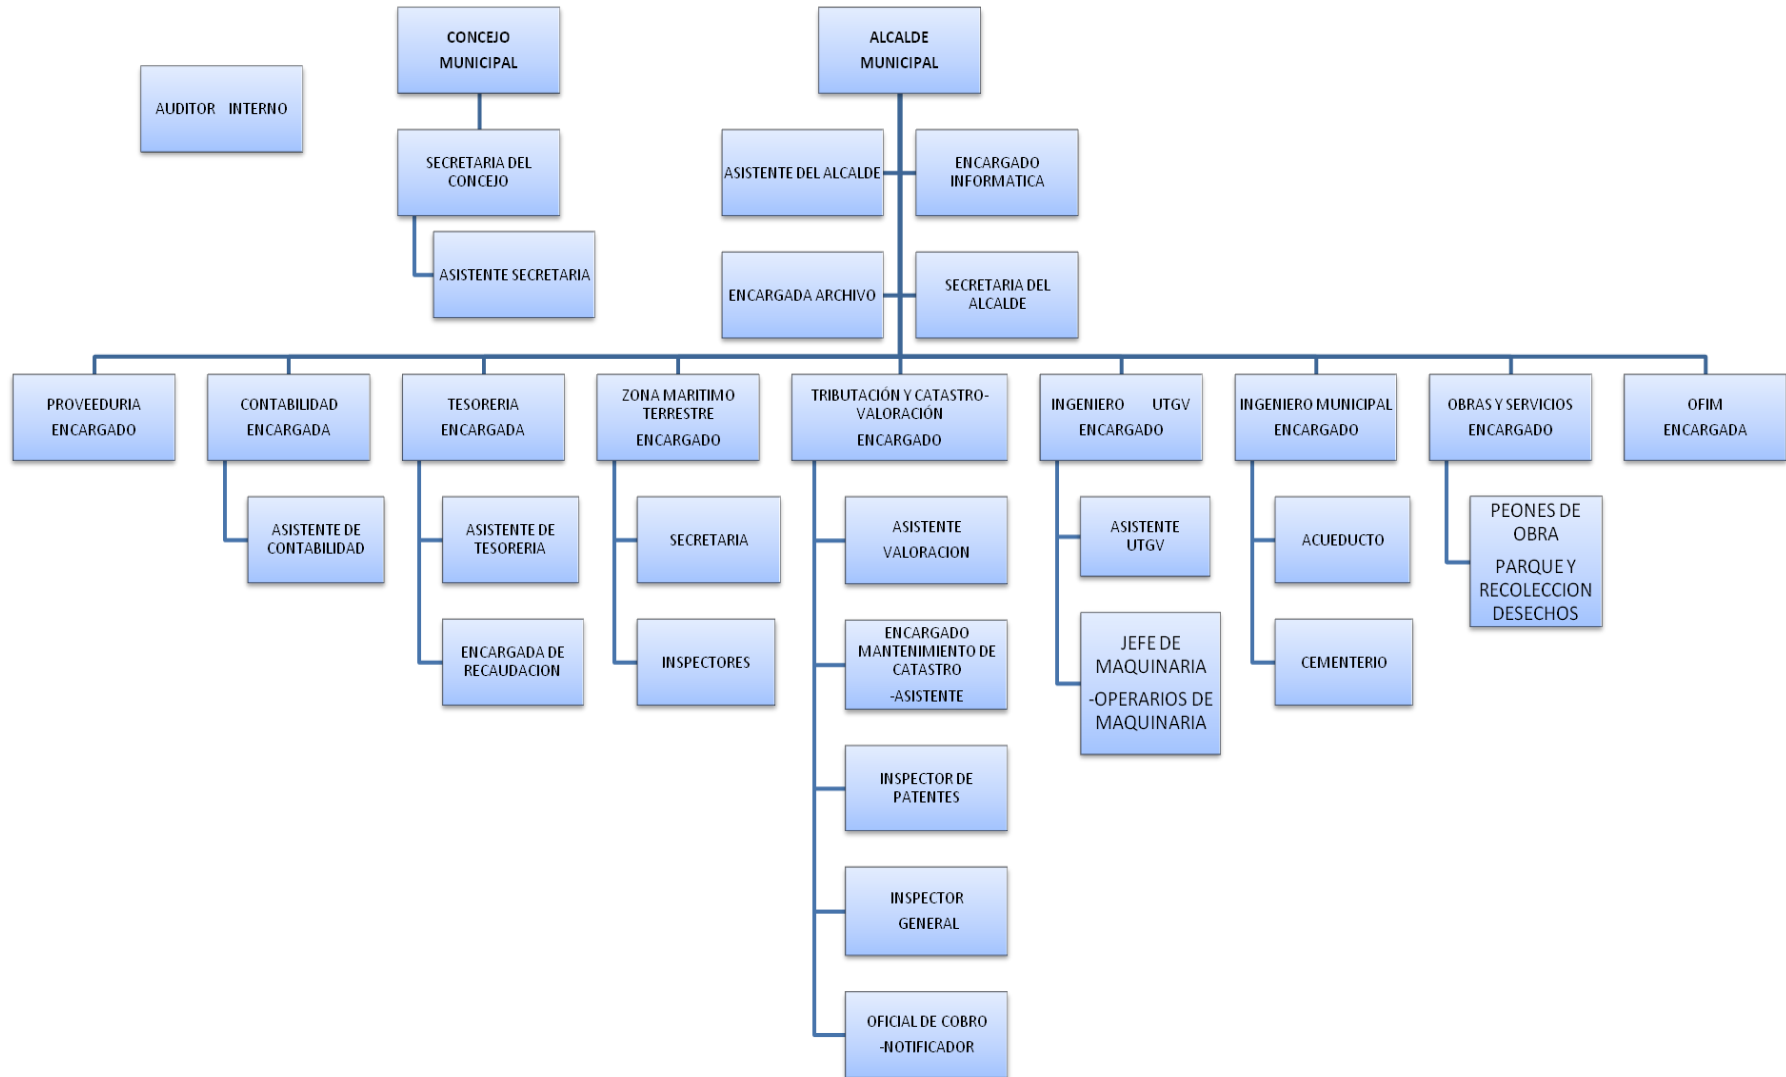 CONCEJO
MUNICIPAL
ALCALDE
MUNICIPAL
AUDITOR INTERNO
SECRETARIA DEL
CONCEJO
ASISTENTE SECRETARIA
ASISTENTE DEL ALCALDE
ENCARGADO
INFORMATICA
ENCARGADA ARCHIVO
SECRETARIA DEL
ALCALDE
PROVEEDURIA
ENCARGADO
CONTABILIDAD
ENCARGADA
TESORERIA
ENCARGADA
ZONA MARITIMO
TERRESTRE
ENCARGADO
TRIBUTACIÓN Y CATASTRO-
VALORACIÓN
ENCARGADO
INGENIERO UTGV
ENCARGADO
INGENIERO MUNICIPAL
ENCARGADO
OBRAS Y SERVICIOS
ENCARGADO
OFIM
ENCARGADA
ASISTENTE DE
CONTABILIDAD
ASISTENTE DE
TESORERIA
ENCARGADA DE
RECAUDACION
SECRETARIA
INSPECTORES
ASISTENTE
VALORACION
ENCARGADO
MANTENIMIENTO DE
CATASTRO
-ASISTENTE
INSPECTOR DE
PATENTES
INSPECTOR
GENERAL
OFICIAL DE COBRO
-NOTIFICADOR
ASISTENTE
UTGV
JEFE DE
MAQUINARIA
-OPERARIOS DE
MAQUINARIA
ACUEDUCTO
CEMENTERIO
PEONES DE
OBRA
PARQUE Y
RECOLECCION
DESECHOS